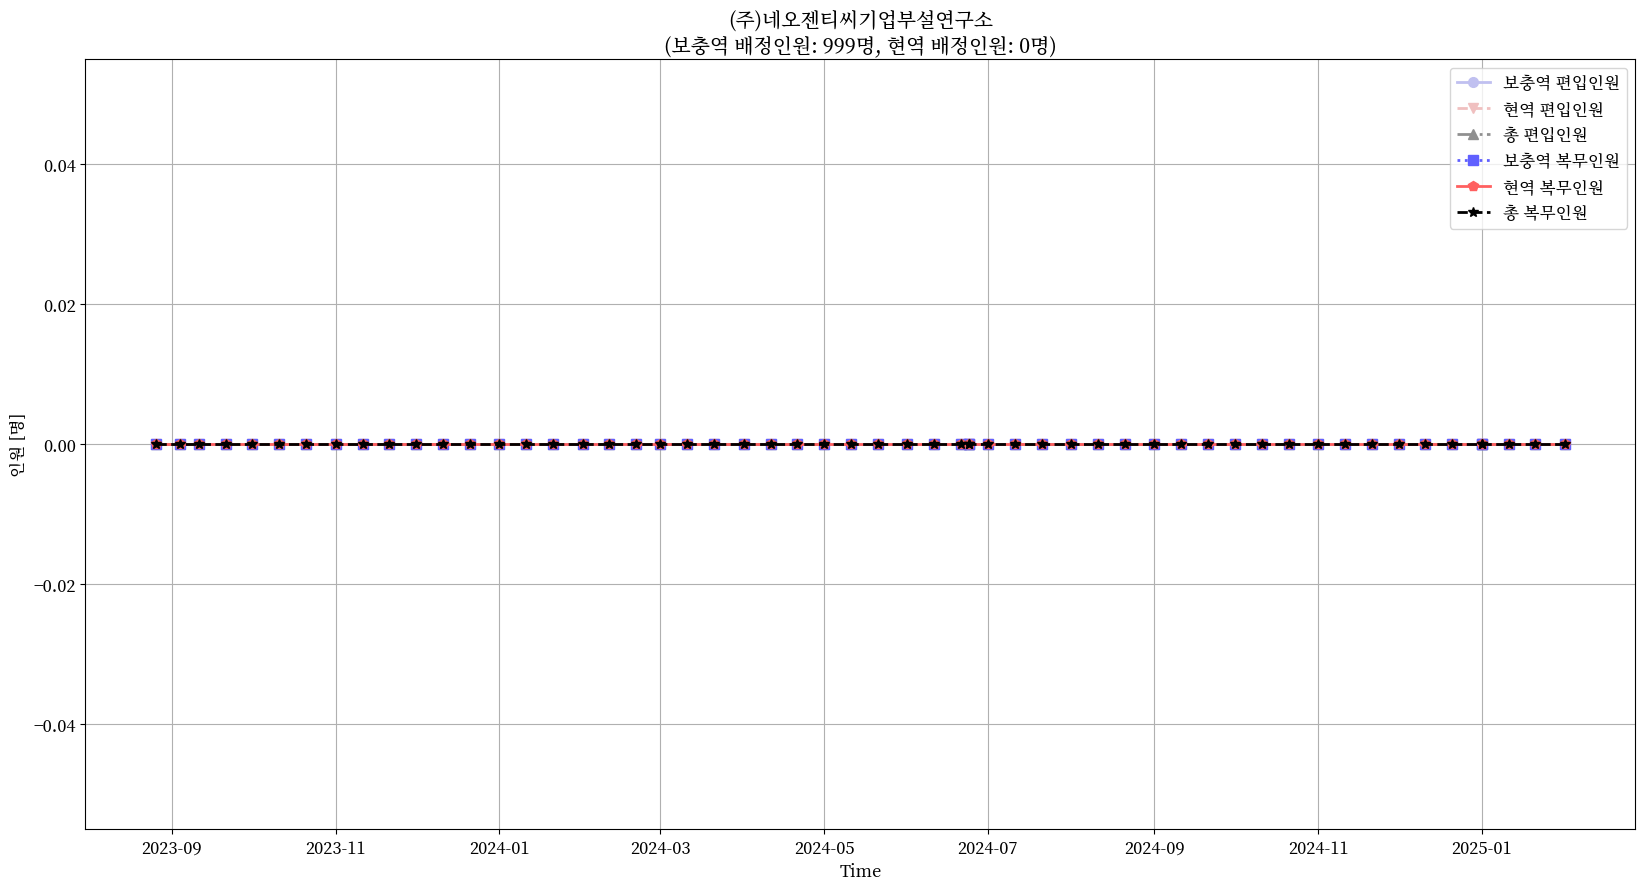 (주)네오젠티씨기업부설연구소
(보충역 배정인원: 999명, 현역 배정인원: 0명)
보충역 편입인원
현역 편입인원
총 편입인원
보충역 복무인원
현역 복무인원
총 복무인원
0.04
0.02
0.00
−0.02
−0.04
인원 [명]
2023-09 2023-11 2024-01 2024-03 2024-05 2024-07 2024-09 2024-11 2025-01
Time